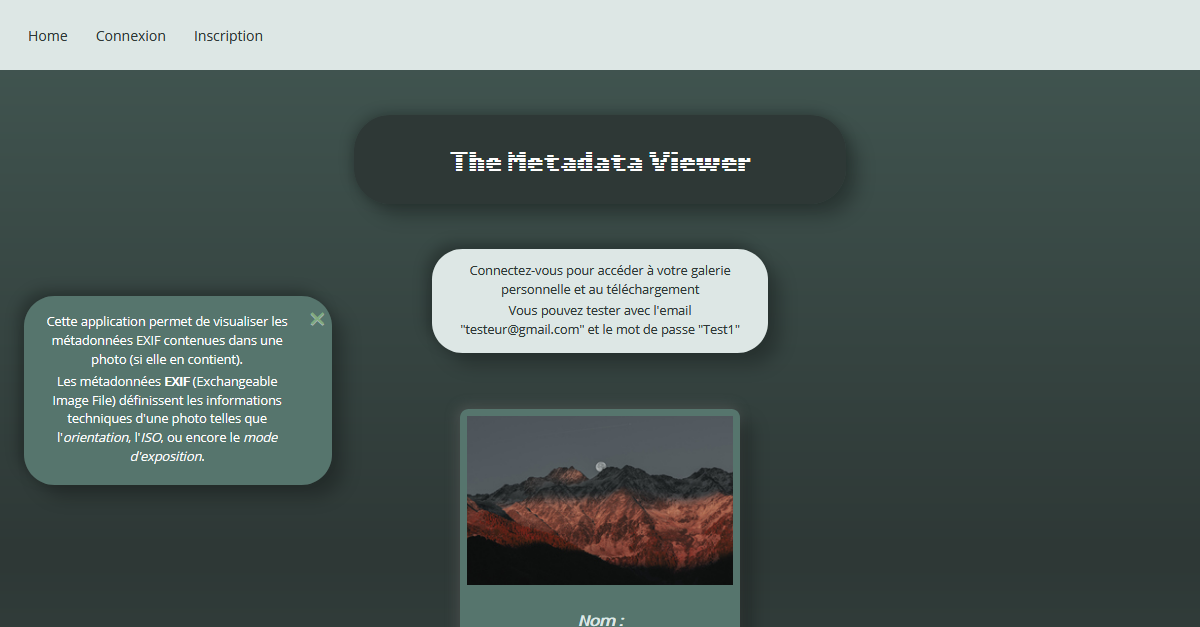 Home
Connexion
Inscription
The Metadata Viewer
Connectez-vous pour accéder à votre galerie
personnelle et au téléchargement
Vous pouvez tester avec l'email
"testeur@gmail.com" et le mot de passe "Test1"
Cette application permet de visualiser les
métadonnées EXIF contenues dans une
photo (si elle en contient).
Les métadonnées EXIF (Exchangeable
Image File) définissent les informations
techniques d'une photo telles que
l'orientation, l'ISO, ou encore le mode
d'exposition.
Nom :